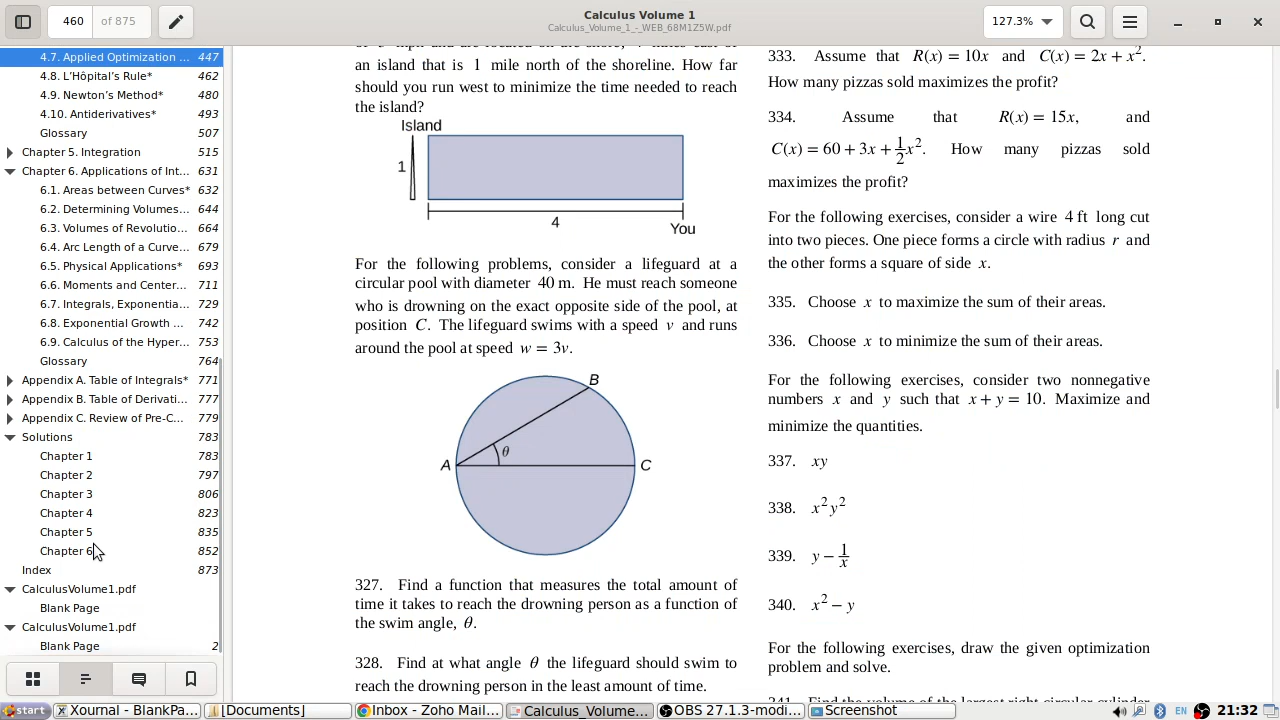 460
of 875
Calculus Volume 1
Calculus_Volume_1_-_WEB_68M1Z5W.pdf
127.3%
4.7. Applied Optimization ... 447
4.8. L'Hôpital's Rule* 462
4.9. Newton's Method* 480
4.10. Antiderivatives* 493
Glossary 507
Chapter 5. Integration 515
Chapter 6. Applications of Int... 631
6.1. Areas between Curves* 632
6.2. Determining Volumes... 644
6.3. Volumes of Revolutio... 664
6.4. Arc Length of a Curve... 679
6.5. Physical Applications* 693
6.6. Moments and Center... 708
6.7. Integrals, Exponentia... 729
6.8. Exponential Growth ... 742
6.9. Calculus of the Hyper... 753
Glossary 764
Appendix A. Table of Integrals* 771
Appendix B. Table of Derivati... 777
Appendix C. Review of Pre-C... 779
Solutions 783
Chapter 1 783
Chapter 2 797
Chapter 3 806
Chapter 4 823
Chapter 5 835
Chapter 6 852
Index 873
CalculusVolume1.pdf
Blank Page
CalculusVolume1.pdf
Blank Page 2
an island that is 1 mile north of the shoreline. How far
should you run west to minimize the time needed to reach
the island?
Island
1
4
You
For the following problems, consider a lifeguard at a
circular pool with diameter 40 m. He must reach someone
who is drowning on the exact opposite side of the pool, at
position C. The lifeguard swims with a speed v and runs
around the pool at speed w = 3v.
B
θ
A
C
327. Find a function that measures the total amount of
time it takes to reach the drowning person as a function of
the swim angle, θ.
328. Find at what angle θ the lifeguard should swim to
reach the drowning person in the least amount of time.
333. Assume that R(x) = 10x and C(x) = 2x + x².
How many pizzas sold maximizes the profit?
334. Assume that R(x) = 15x, and
C(x) = 60 + 3x + 1/2x². How many pizzas sold
maximizes the profit?
For the following exercises, consider a wire 4 ft long cut
into two pieces. One piece forms a circle with radius r and
the other forms a square of side x.
335. Choose x to maximize the sum of their areas.
336. Choose x to minimize the sum of their areas.
For the following exercises, consider two nonnegative
numbers x and y such that x + y = 10. Maximize and
minimize the quantities.
337. xy
338. x²y²
339. y − 1/x
340. x² − y
For the following exercises, draw the given optimization
problem and solve.
start
Xournal - BlankPa...
[Documents]
Inbox - Zoho Mail...
Calculus_Volume...
OBS 27.1.3-modi...
Screenshot
EN
21:32